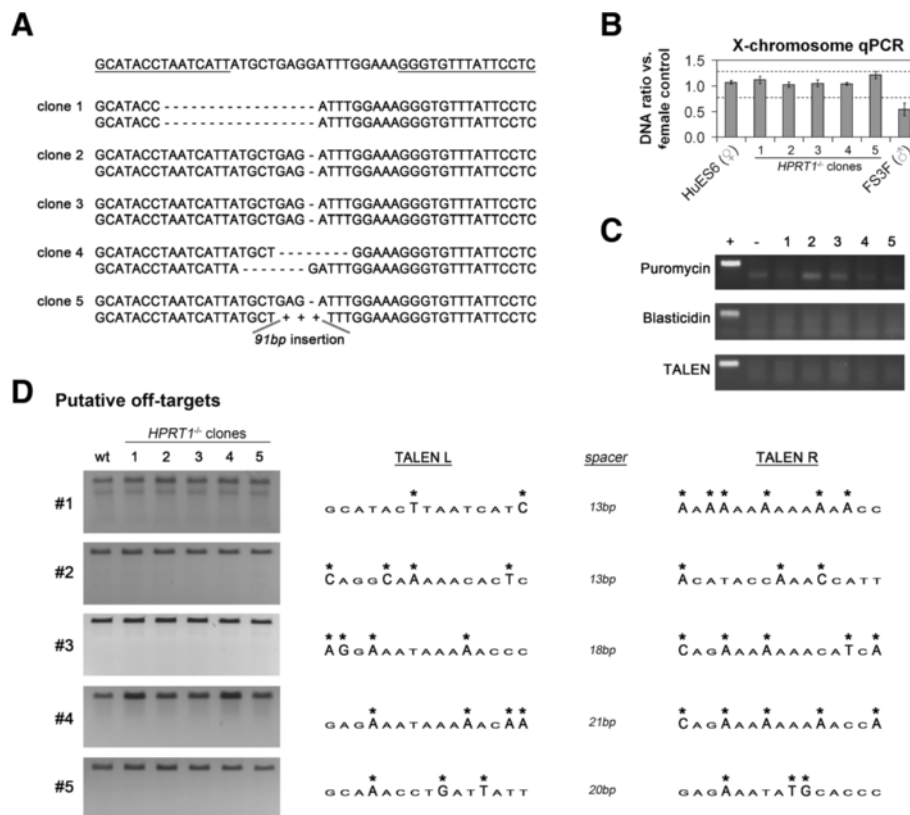 A
GCATACCTAATCATTATGCTGAGGATTTGGAAAGGGTGTTTATTCCTC
clone 1 GCATACC - - - - - - - - - - - - - - - - - ATTTGGAAAGGGTGTTTATTCCTC
GCATACC - - - - - - - - - - - - - - - - - ATTTGGAAAGGGTGTTTATTCCTC
clone 2 GCATACCTAATCATTATGCTGAG - ATTTGGAAAGGGTGTTTATTCCTC
GCATACCTAATCATTATGCTGAG - ATTTGGAAAGGGTGTTTATTCCTC
clone 3 GCATACCTAATCATTATGCTGAG - ATTTGGAAAGGGTGTTTATTCCTC
GCATACCTAATCATTATGCTGAG - ATTTGGAAAGGGTGTTTATTCCTC
clone 4 GCATACCTAATCATTATGCT - - - - - - - - GGAAAGGGTGTTTATTCCTC
GCATACCTAATCATTA - - - - - - - GATTTGGAAAGGGTGTTTATTCCTC
clone 5 GCATACCTAATCATTATGCTGAG - ATTTGGAAAGGGTGTTTATTCCTC
GCATACCTAATCATTATGCT + + + TTTGGAAAGGGTGTTTATTCCTC
91bp insertion
B
X-chromosome qPCR
DNA ratio vs.
female control
1.5
1.0
0.5
0
HuES6 (♀)
1 2 3 4 5
HPRT1-/- clones
FS3F (♂)
C
+ - 1 2 3 4 5
Puromycin
Blasticidin
TALEN
D Putative off-targets
HPRT1-/- clones
wt 1 2 3 4 5
TALEN L spacer TALEN R
* * * * * * * *
#1 GCATACTTAATCATC 13bp AAAAAAAAAAAAACC
* * * * * * *
#2 CAGGCAAAAACACTC 13bp ACATACCAAACCATT
* * * * * * * * *
#3 AGGAAATAAAAACCC 18bp CAGAAAAAAACATCA
* * * * * * * * *
#4 GAGAAATAAAAACAA 21bp CAGAAAAAAAAACCA
* * * * * *
#5 GCAAACCTGATTATT 20bp GAGAAATATGCACCC